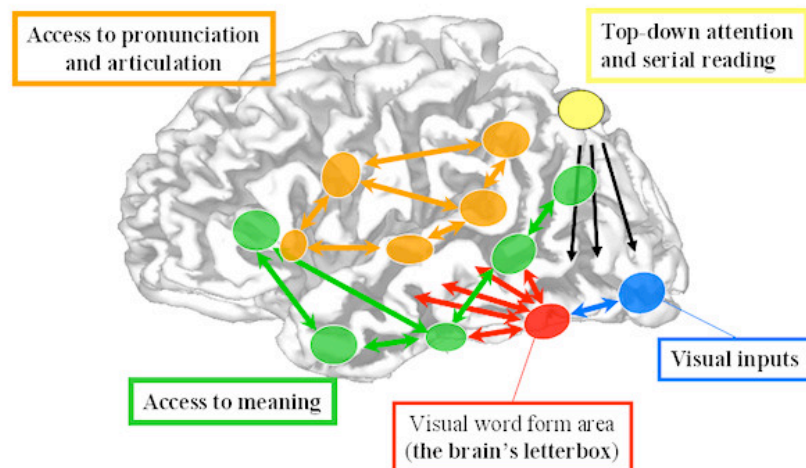 Access to pronunciation
and articulation
Top-down attention
and serial reading
Visual inputs
Access to meaning
Visual word form area
(the brain's letterbox)